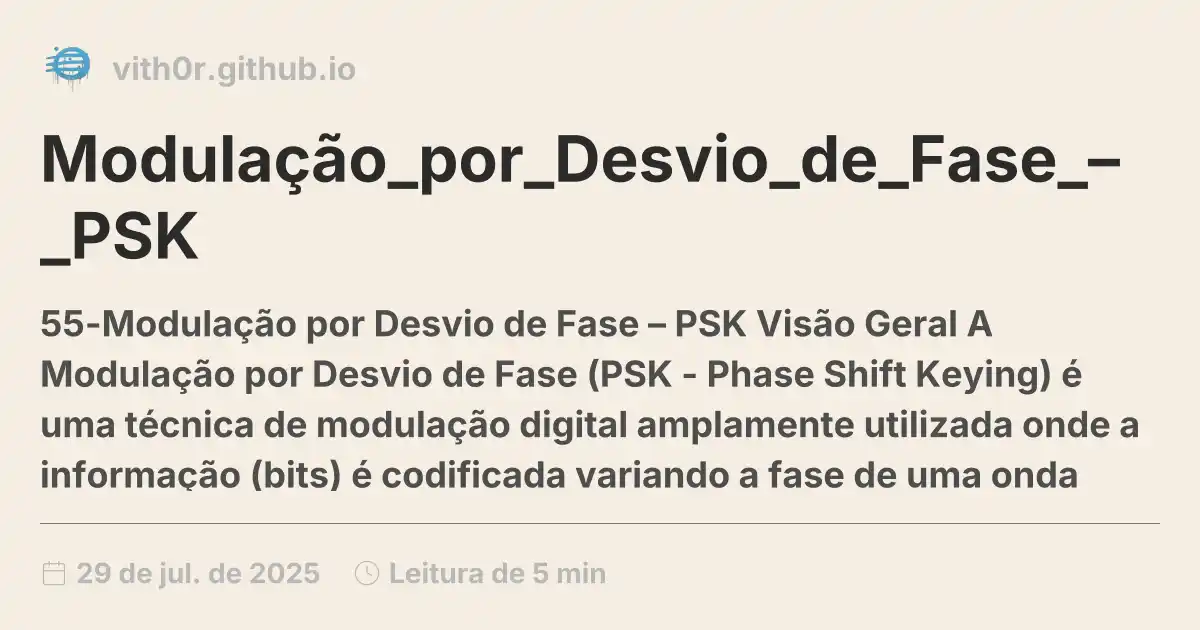 vith0r.github.io
Modulação_por_Desvio_de_Fase_–
_PSK
55-Modulação por Desvio de Fase – PSK Visão Geral A
Modulação por Desvio de Fase (PSK - Phase Shift Keying) é
uma técnica de modulação digital amplamente utilizada onde a
informação (bits) é codificada variando a fase de uma onda
29 de jul. de 2025 Leitura de 5 min